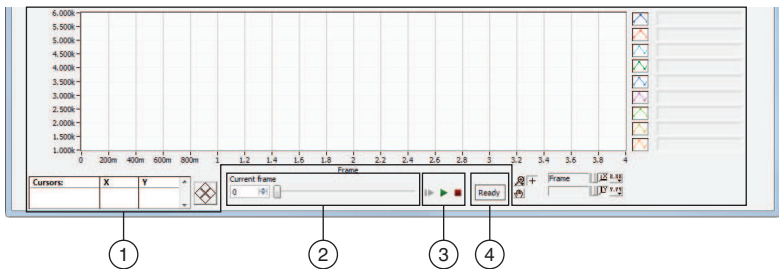 6.000k
5.500k
5.000k
4.500k
4.000k
3.500k
3.000k
2.500k
2.000k
1.500k
1.000k
0 200m 400m 600m 800m 1 1.2 1.4 1.6 1.8 2 2.2 2.4 2.6 2.8 3 3.2 3.4 3.6 3.8 4
Frame
Cursors: X Y
Current frame
0
Ready
Frame
1 2 3 4